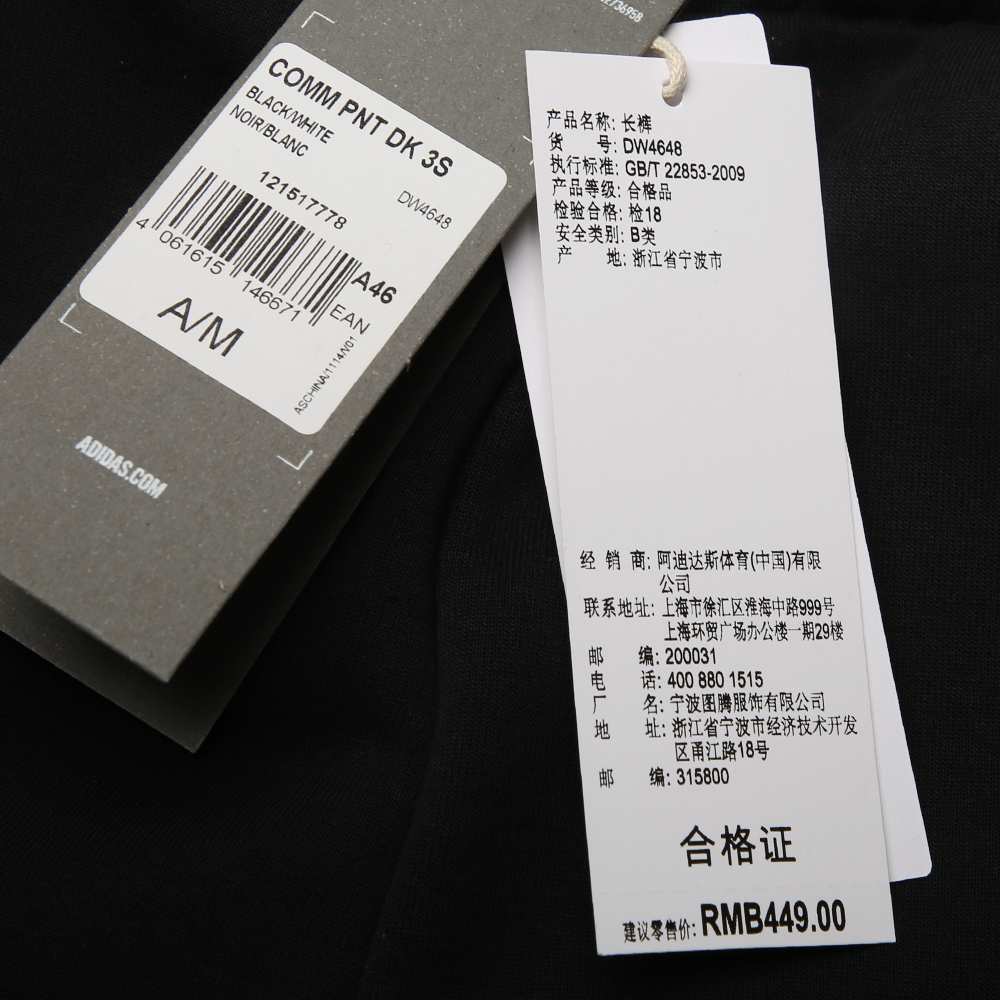 2736958
COMM PNT DK 3S
BLACK/WHITE
NOIR/BLANC
DW4648
121517778
4 061615 146671
A46
EAN
A/M
ASCHINA/1114/V01
ADIDAS.COM
产品名称: 长裤
货 号: DW4648
执行标准: GB/T 22853-2009
产品等级: 合格品
检验合格: 检18
安全类别: B类
产 地: 浙江省宁波市
经 销 商: 阿迪达斯体育(中国)有限
公司
联系地址: 上海市徐汇区淮海中路999号
上海环贸广场办公楼一期29楼
邮 编: 200031
电 话: 400 880 1515
厂 名: 宁波图腾服饰有限公司
地 址: 浙江省宁波市经济技术开发
区甬江路18号
邮 编: 315800
合格证
建议零售价: RMB449.00